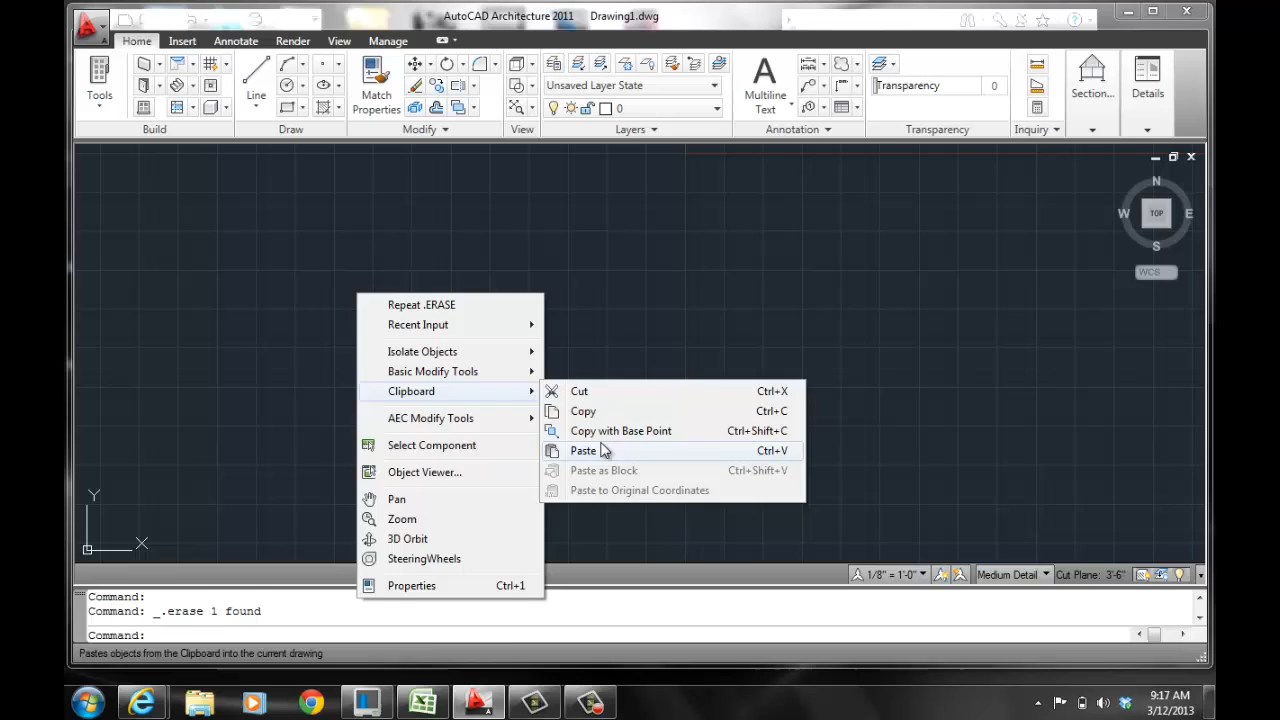 AutoCAD Architecture 2011 Drawing1.dwg
Home Insert Annotate Render View Manage
Tools
Line
Match
Properties
Unsaved Layer State
0
Multiline
Text
Transparency 0
Section...
Details
Build Draw Modify View Layers Annotation Transparency Inquiry
N
W TOP E
S
WCS
Repeat .ERASE
Recent Input
Isolate Objects
Basic Modify Tools
Clipboard
AEC Modify Tools
Select Component
Object Viewer...
Pan
Zoom
3D Orbit
SteeringWheels
Properties Ctrl+1
Cut Ctrl+X
Copy Ctrl+C
Copy with Base Point Ctrl+Shift+C
Paste Ctrl+V
Paste as Block Ctrl+Shift+V
Paste to Original Coordinates
Y
X
1/8" = 1'-0" Medium Detail Cut Plane: 3'-6"
Command:
Command: _.erase 1 found
Command:
Pastes objects from the Clipboard into the current drawing
9:17 AM
3/12/2013